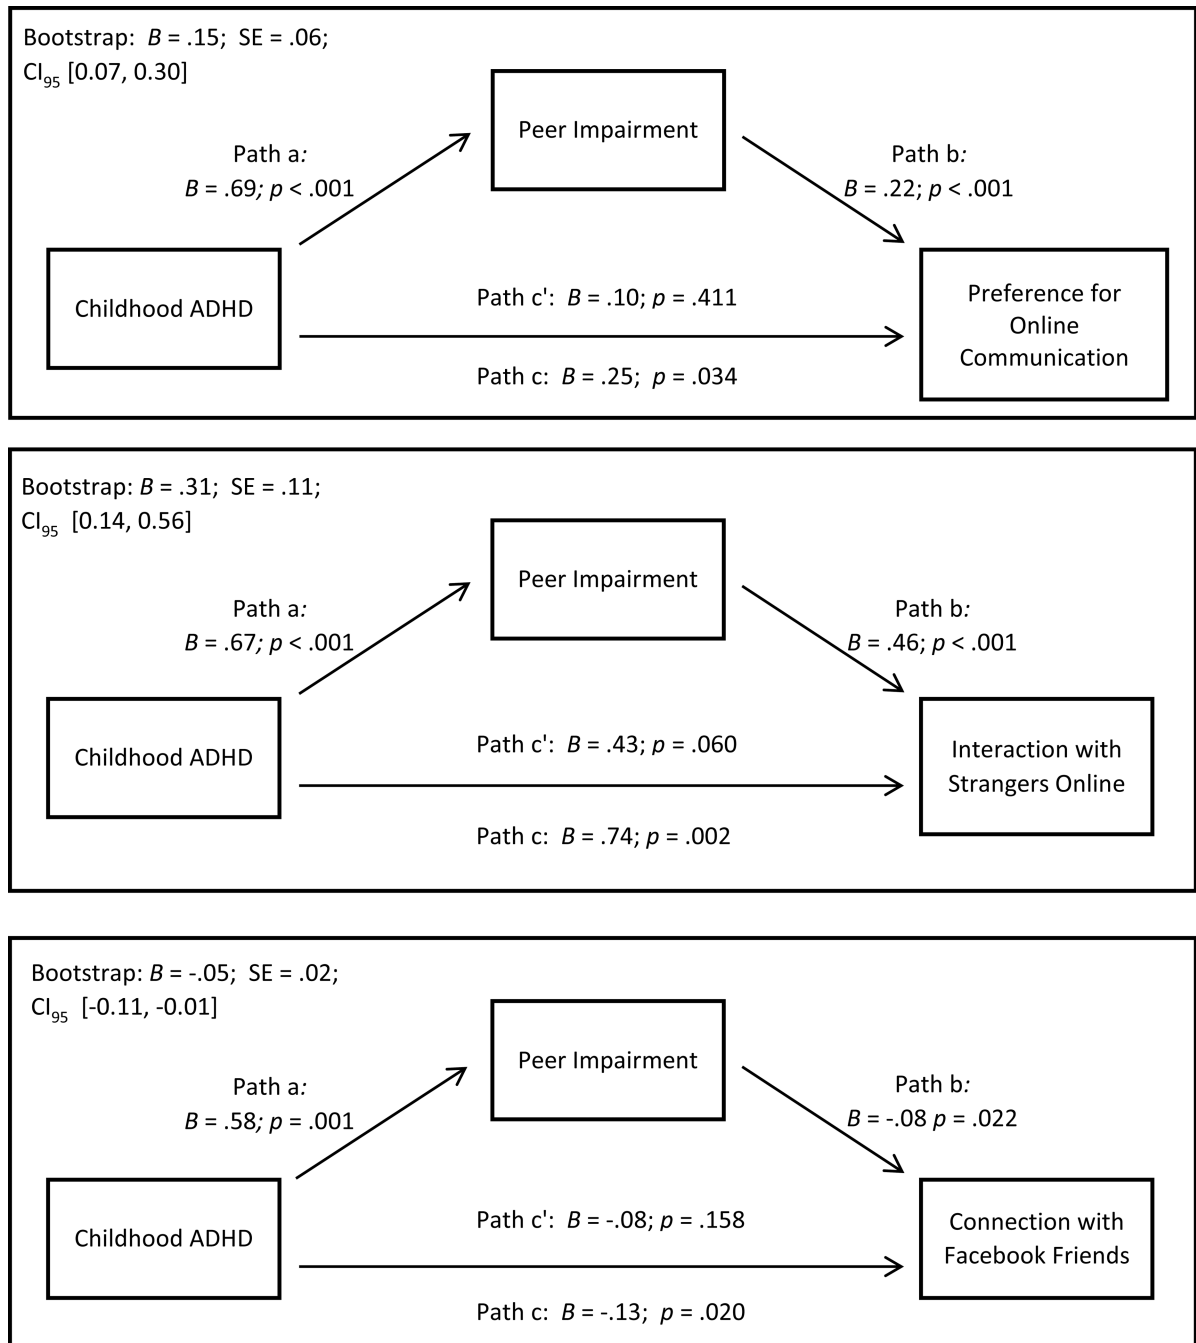 Bootstrap: B = .15; SE = .06;
CI95 [0.07, 0.30]
Peer Impairment
Path a:
B = .69; p < .001
Path b:
B = .22; p < .001
Childhood ADHD
Path c': B = .10; p = .411
Path c: B = .25; p = .034
Preference for
Online
Communication
Bootstrap: B = .31; SE = .11;
CI95 [0.14, 0.56]
Peer Impairment
Path a:
B = .67; p < .001
Path b:
B = .46; p < .001
Childhood ADHD
Path c': B = .43; p = .060
Path c: B = .74; p = .002
Interaction with
Strangers Online
Bootstrap: B = -.05; SE = .02;
CI95 [-0.11, -0.01]
Peer Impairment
Path a:
B = .58; p = .001
Path b:
B = -.08 p = .022
Childhood ADHD
Path c': B = -.08; p = .158
Path c: B = -.13; p = .020
Connection with
Facebook Friends